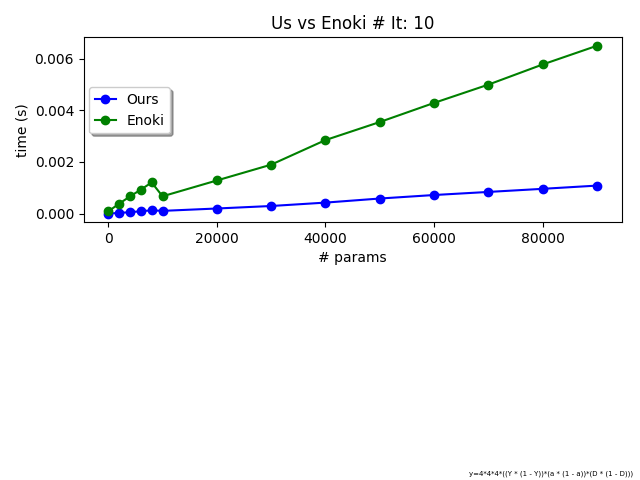 Us vs Enoki # It: 10
time (s)
0.006
0.004
0.002
0.000
Ours
Enoki
0 20000 40000 60000 80000
# params
y=4*4*4*((Y * (1 - Y))*(a * (1 - a))*(D * (1 - D)))